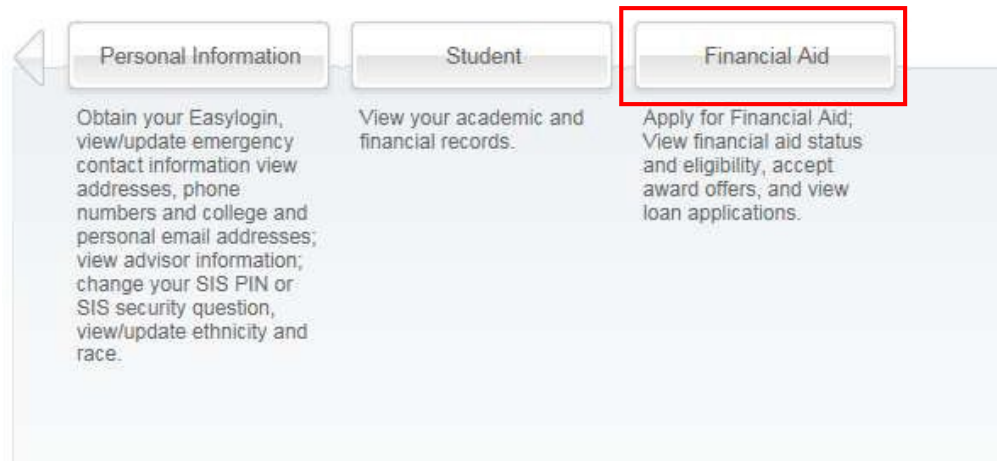 Personal Information
Student
Financial Aid
Obtain your Easylogin,
view/update emergency
contact information view
addresses, phone
numbers and college and
personal email addresses;
view advisor information;
change your SIS PIN or
SIS security question,
view/update ethnicity and
race.
View your academic and
financial records.
Apply for Financial Aid;
View financial aid status
and eligibility, accept
award offers, and view
loan applications.